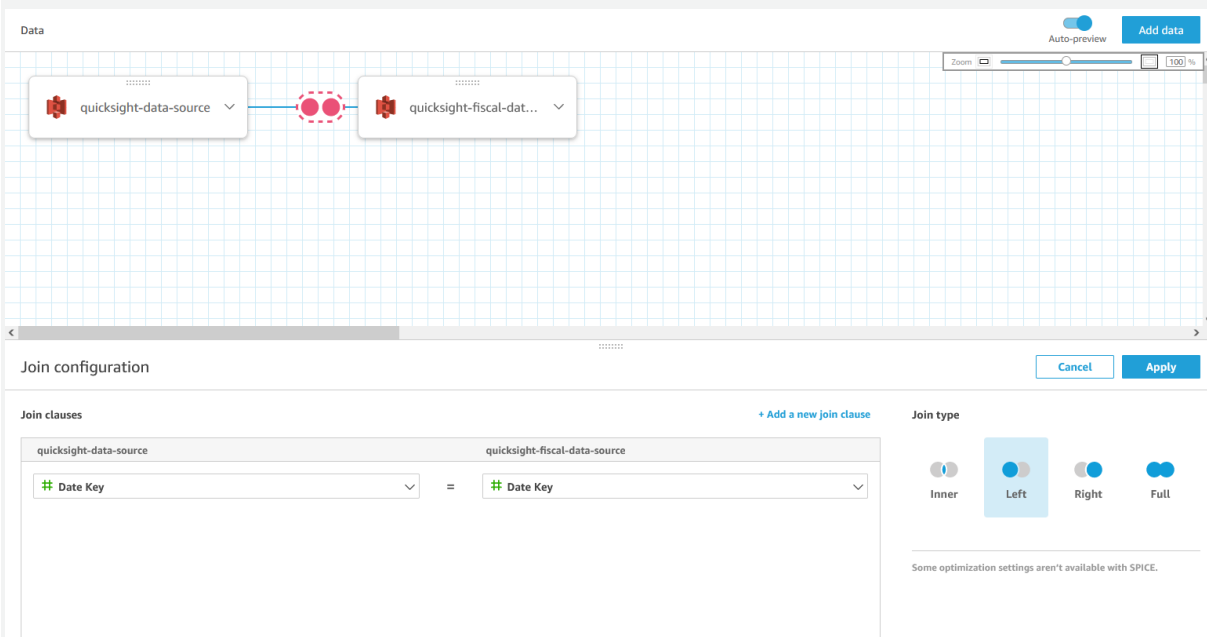 Data
Auto-preview
Add data
Zoom
100 %
quicksight-data-source
quicksight-fiscal-dat...
Join configuration
Cancel
Apply
Join clauses
+ Add a new join clause
Join type
quicksight-data-source
quicksight-fiscal-data-source
# Date Key
=
# Date Key
Inner
Left
Right
Full
Some optimization settings aren't available with SPICE.